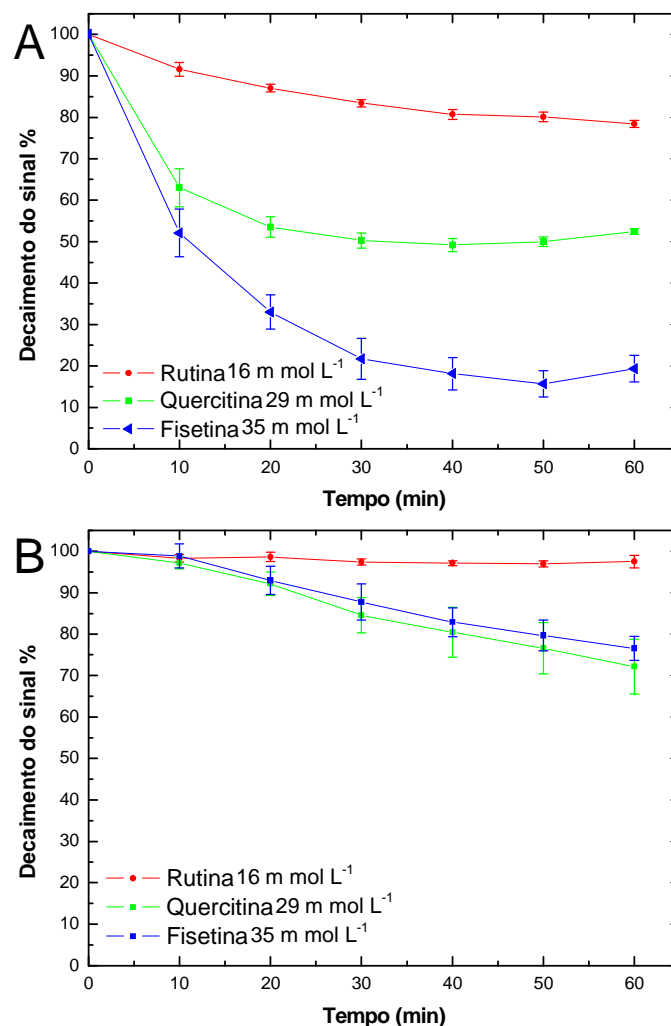 A
Decaimento do sinal %
100
90
80
70
60
50
40
30
20
10
0
Rutina 16 m mol L⁻¹
Quercitina 29 m mol L⁻¹
Fisetina 35 m mol L⁻¹
0 10 20 30 40 50 60
Tempo (min)
B
Decaimento do sinal %
100
90
80
70
60
50
40
30
20
10
0
Rutina 16 m mol L⁻¹
Quercitina 29 m mol L⁻¹
Fisetina 35 m mol L⁻¹
0 10 20 30 40 50 60
Tempo (min)